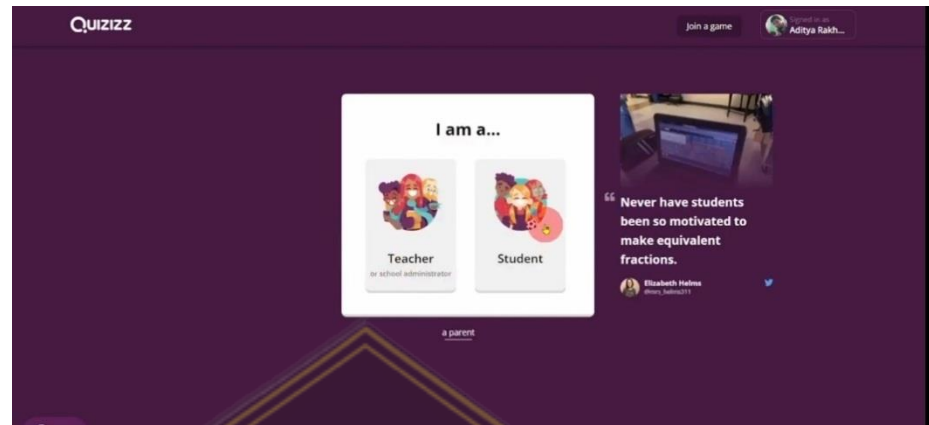 Quizizz
Join a game
Signed in as
Aditya Rakh...
I am a...
Teacher
or school administrator
Student
a parent
“ Never have students
been so motivated to
make equivalent
fractions.
Elizabeth Helms
@mrs_helms311